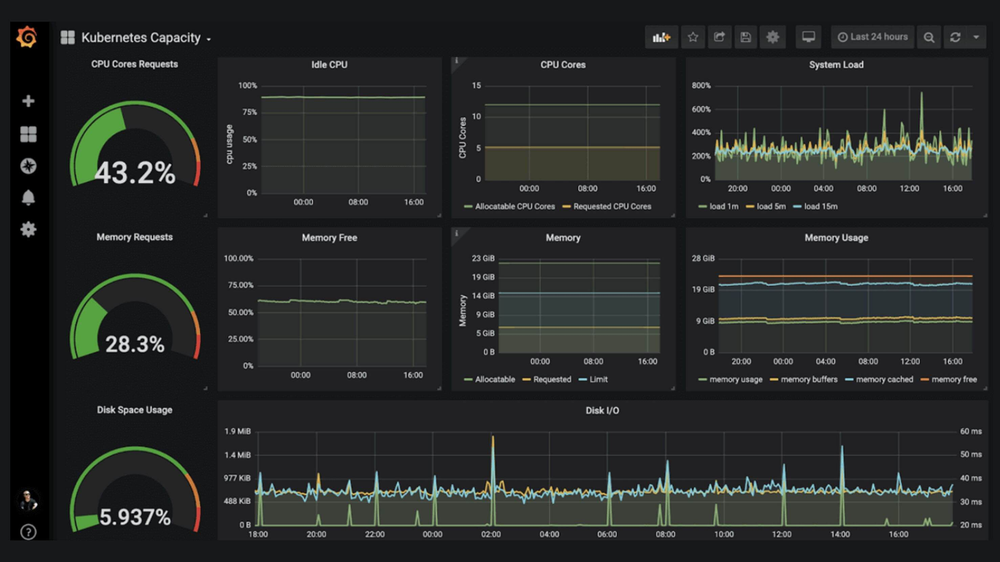 Kubernetes Capacity
Last 24 hours
CPU Cores Requests
43.2%
Idle CPU
cpu usage
100%
75%
50%
25%
0%
00:00 08:00 16:00
i
CPU Cores
CPU Cores
15
10
5
0
00:00 08:00 16:00
Allocatable CPU Cores Requested CPU Cores
System Load
800%
600%
400%
200%
0%
20:00 00:00 04:00 08:00 12:00 16:00
load 1m load 5m load 15m
Memory Requests
28.3%
Memory Free
100.00%
75.00%
50.00%
25.00%
0%
00:00 08:00 16:00
i
Memory
Memory
23 GiB
19 GiB
14 GiB
9 GiB
5 GiB
0 B
00:00 08:00 16:00
Allocatable Requested Limit
Memory Usage
28 GiB
19 GiB
9 GiB
0 B
20:00 00:00 04:00 08:00 12:00 16:00
memory usage memory buffers memory cached memory free
Disk Space Usage
5.937%
Disk I/O
1.9 MiB
1.4 MiB
977 KiB
488 KiB
0 B
60 ms
50 ms
40 ms
30 ms
20 ms
18:00 20:00 22:00 00:00 02:00 04:00 06:00 08:00 10:00 12:00 14:00 16:00
?